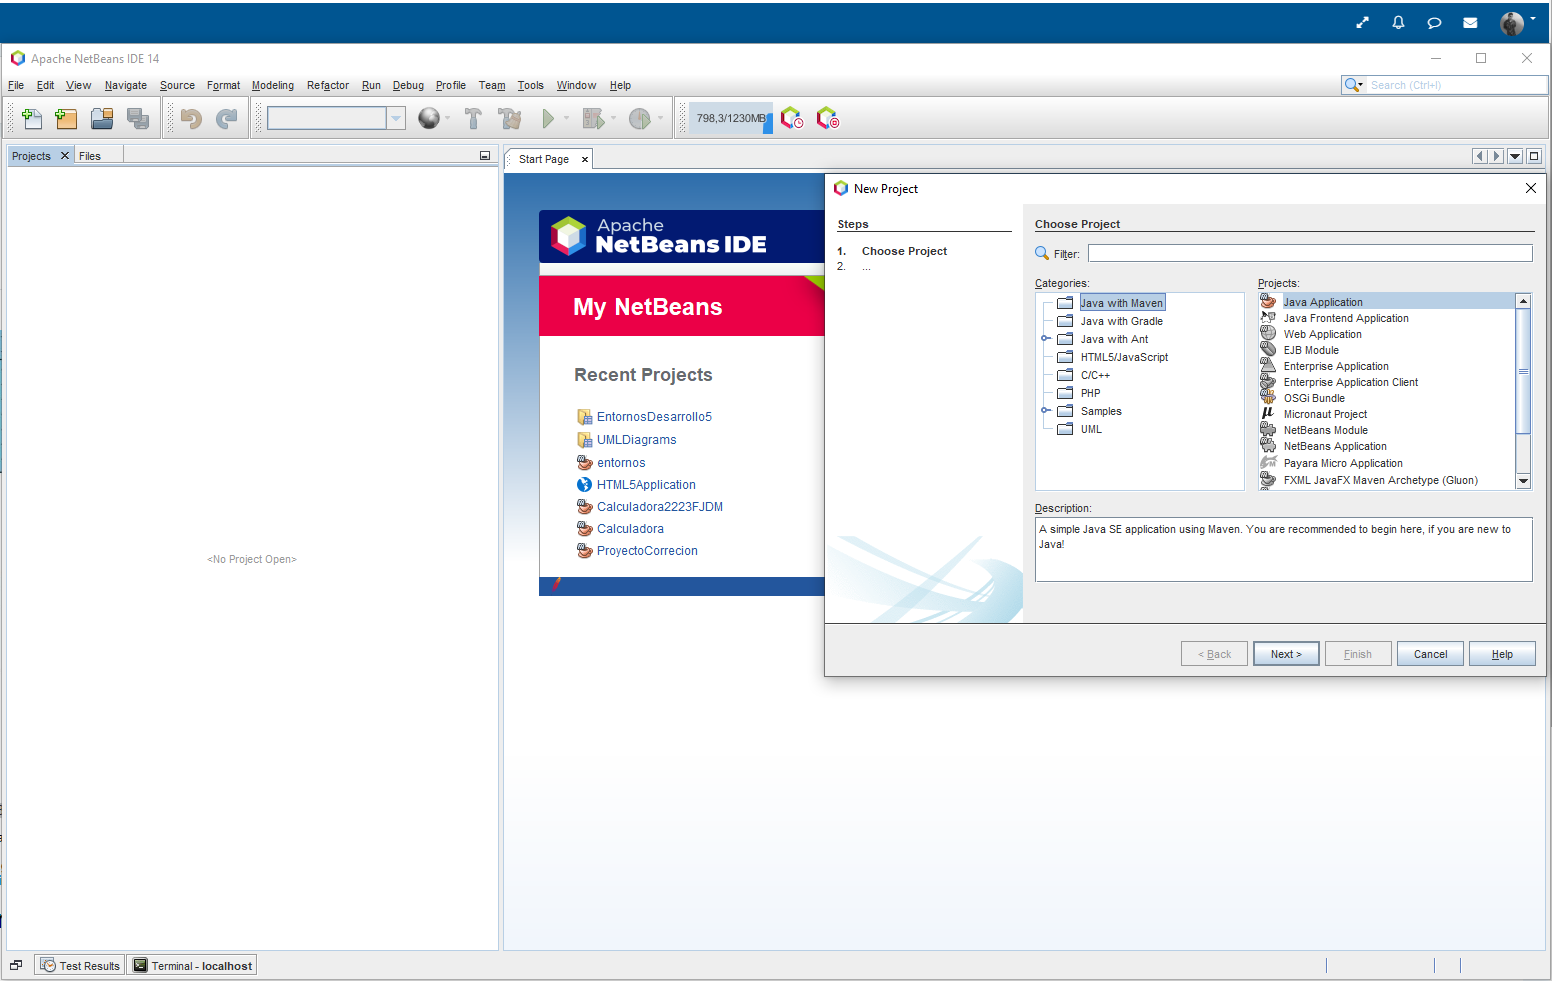 Apache NetBeans IDE 14
File Edit View Navigate Source Format Modeling Refactor Run Debug Profile Team Tools Window Help
Search (Ctrl+I)
798,3/1230MB
Projects Files
Start Page
<No Project Open>
Apache
NetBeans IDE
My NetBeans
Recent Projects
EntornosDesarrollo5
UMLDiagrams
entornos
HTML5Application
Calculadora2223FJDM
Calculadora
ProyectoCorrecion
New Project
Steps
1. Choose Project
2. ...
Choose Project
Filter:
Categories:
Java with Maven
Java with Gradle
Java with Ant
HTML5/JavaScript
C/C++
PHP
Samples
UML
Projects:
Java Application
Java Frontend Application
Web Application
EJB Module
Enterprise Application
Enterprise Application Client
OSGi Bundle
Micronaut Project
NetBeans Module
NetBeans Application
Payara Micro Application
FXML JavaFX Maven Archetype (Gluon)
Description:
A simple Java SE application using Maven. You are recommended to begin here, if you are new to
Java!
< Back Next > Finish Cancel Help
Test Results Terminal - localhost